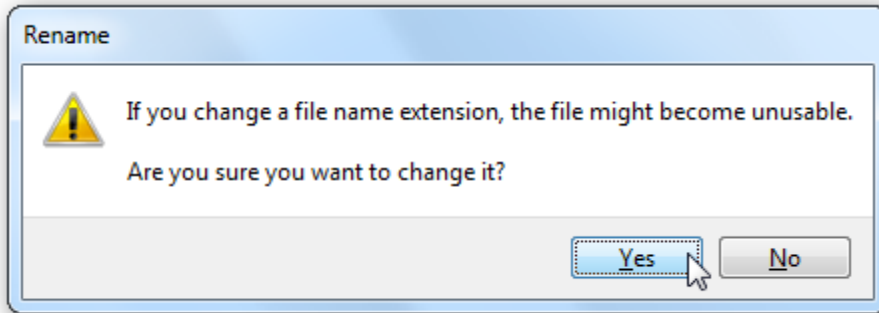 Rename
If you change a file name extension, the file might become unusable.
Are you sure you want to change it?
Yes
No